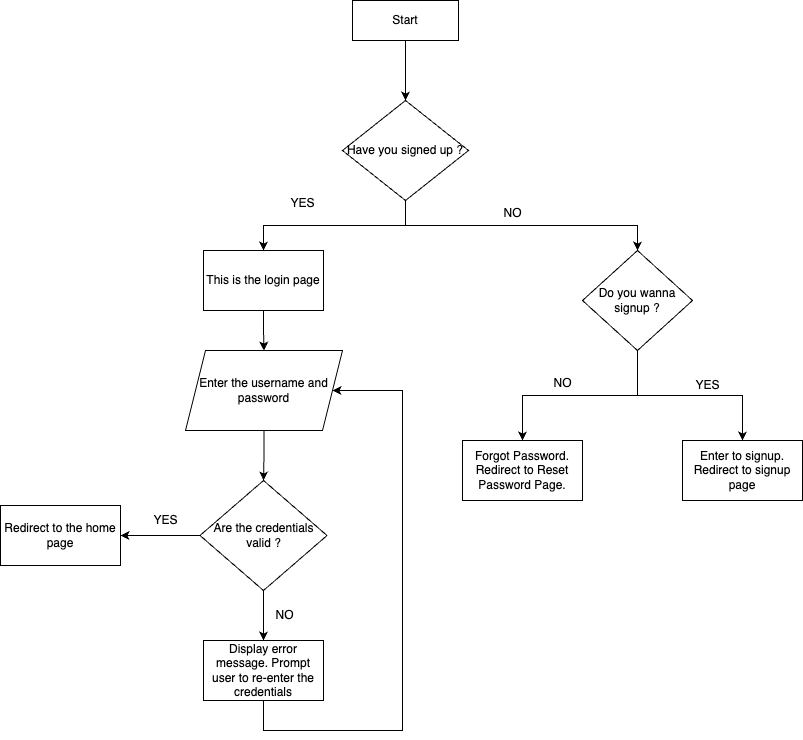 Start
Have you signed up ?
YES
NO
This is the login page
Do you wanna
signup ?
Enter the username and
password
NO
YES
Forgot Password.
Redirect to Reset
Password Page.
Enter to signup.
Redirect to signup
page
Redirect to the home
page
YES
Are the credentials
valid ?
NO
Display error
message. Prompt
user to re-enter the
credentials